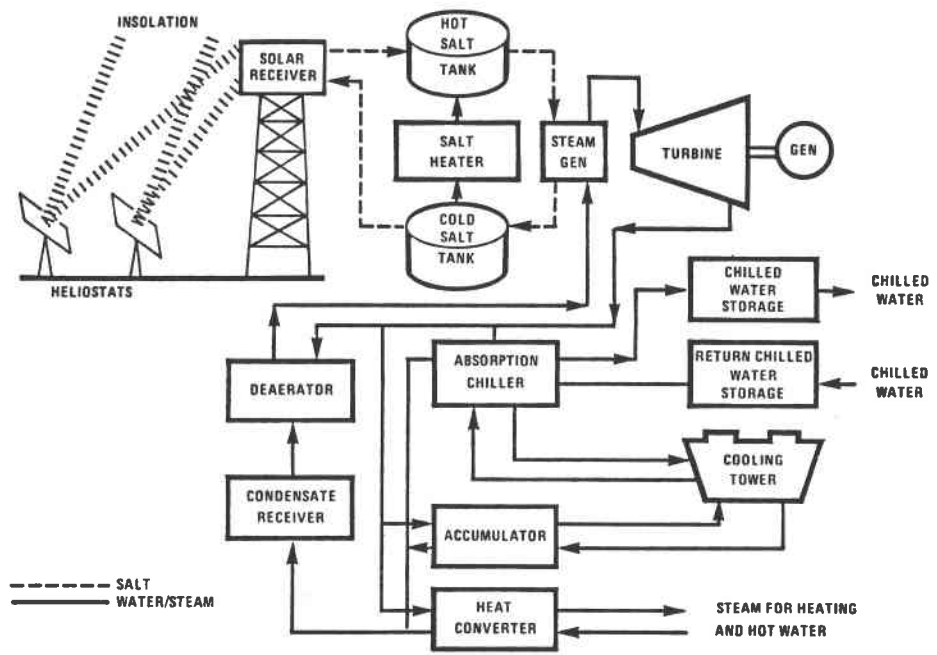 INSOLATION
SOLAR
RECEIVER
HOT
SALT
TANK
SALT
HEATER
STEAM
GEN
TURBINE
GEN
COLD
SALT
TANK
HELIOSTATS
CHILLED
WATER
STORAGE
CHILLED
WATER
ABSORPTION
CHILLER
RETURN CHILLED
WATER
STORAGE
CHILLED
WATER
DEAERATOR
COOLING
TOWER
CONDENSATE
RECEIVER
ACCUMULATOR
SALT
WATER/STEAM
HEAT
CONVERTER
STEAM FOR HEATING
AND HOT WATER